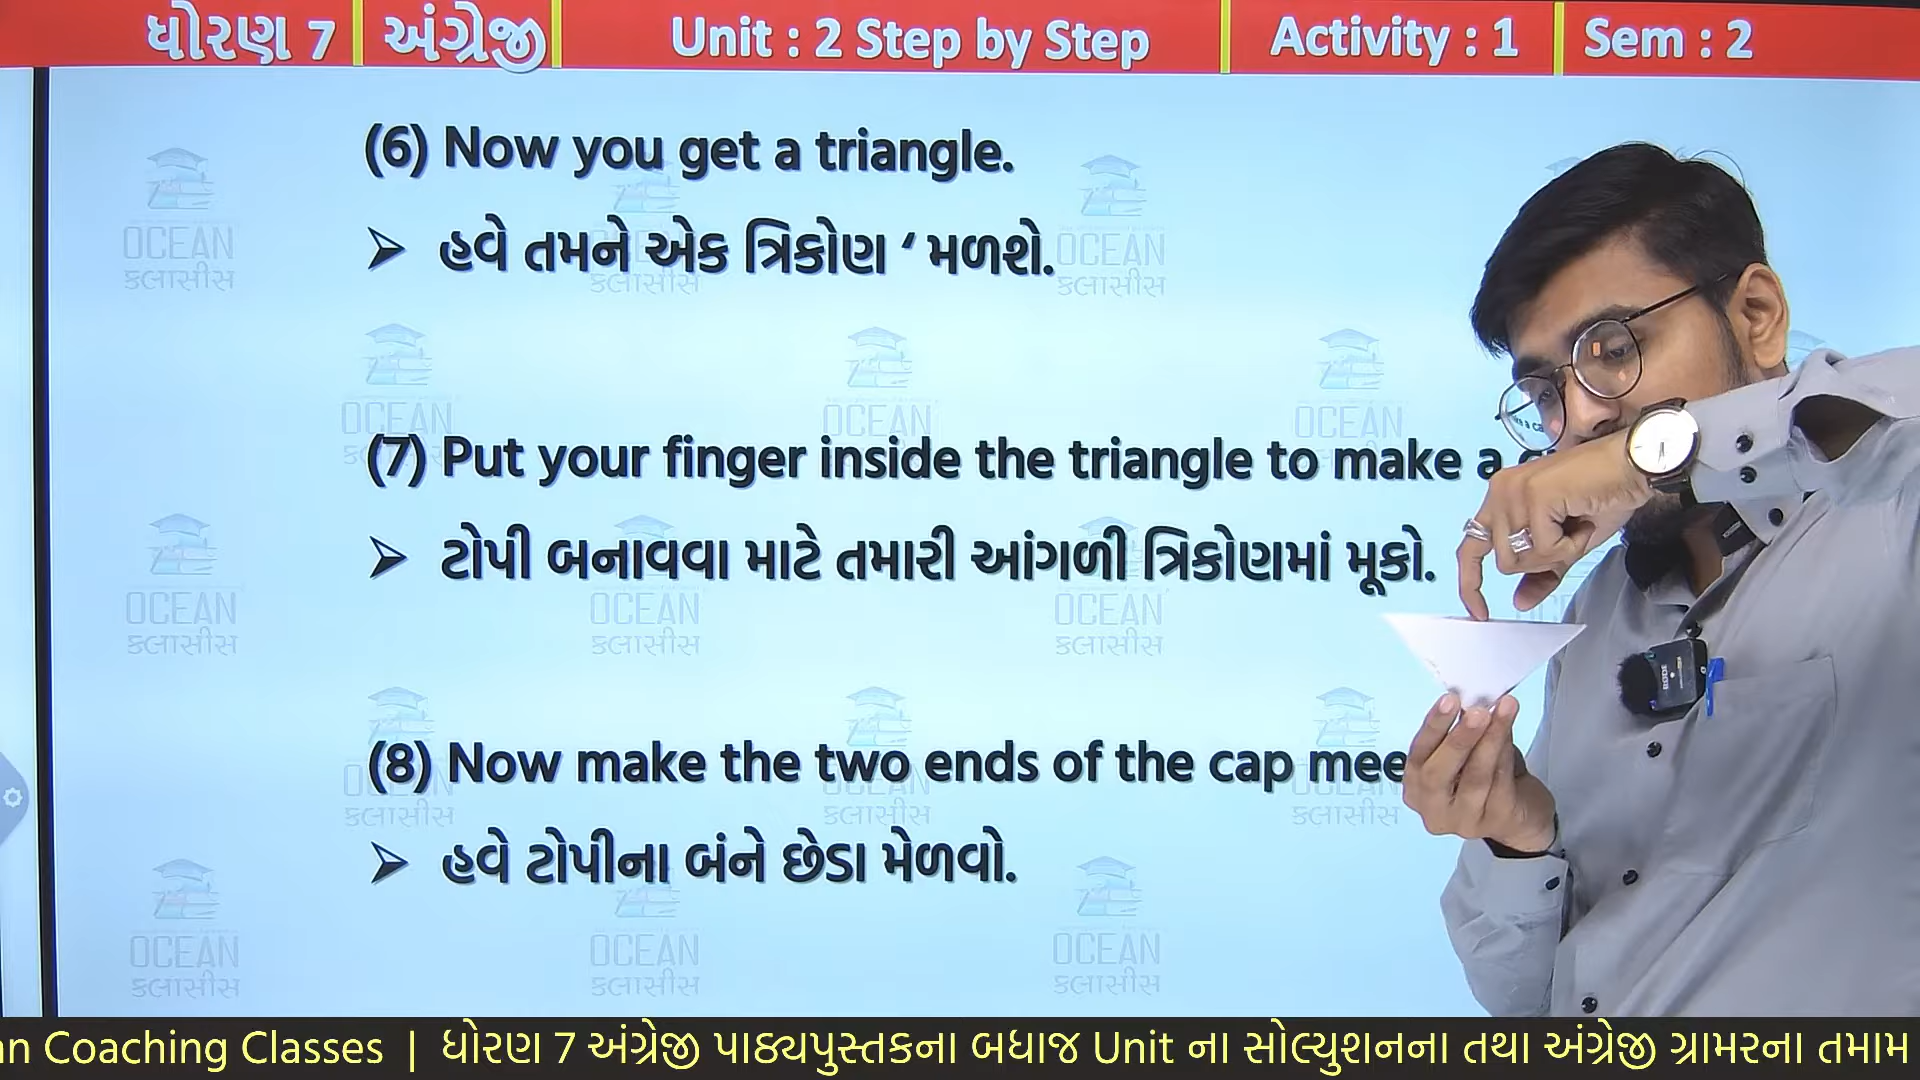 ધોરણ 7 અંગ્રેજી Unit : 2 Step by Step Activity : 1 Sem : 2
(6) Now you get a triangle.
➢ હવે તમને એક ત્રિકોણ ‘ મળશે.
(7) Put your finger inside the triangle to make a
➢ ટોપી બનાવવા માટે તમારી આંગળી ત્રિકોણમાં મૂકો.
(8) Now make the two ends of the cap mee
➢ હવે ટોપીના બંને છેડા મેળવો.
OCEAN
કલાસીસ
an Coaching Classes | ધોરણ 7 અંગ્રેજી પાઠ્યપુસ્તકના બધાજ Unit ના સોલ્યુશનના તથા અંગ્રેજી ગ્રામરના તમામ